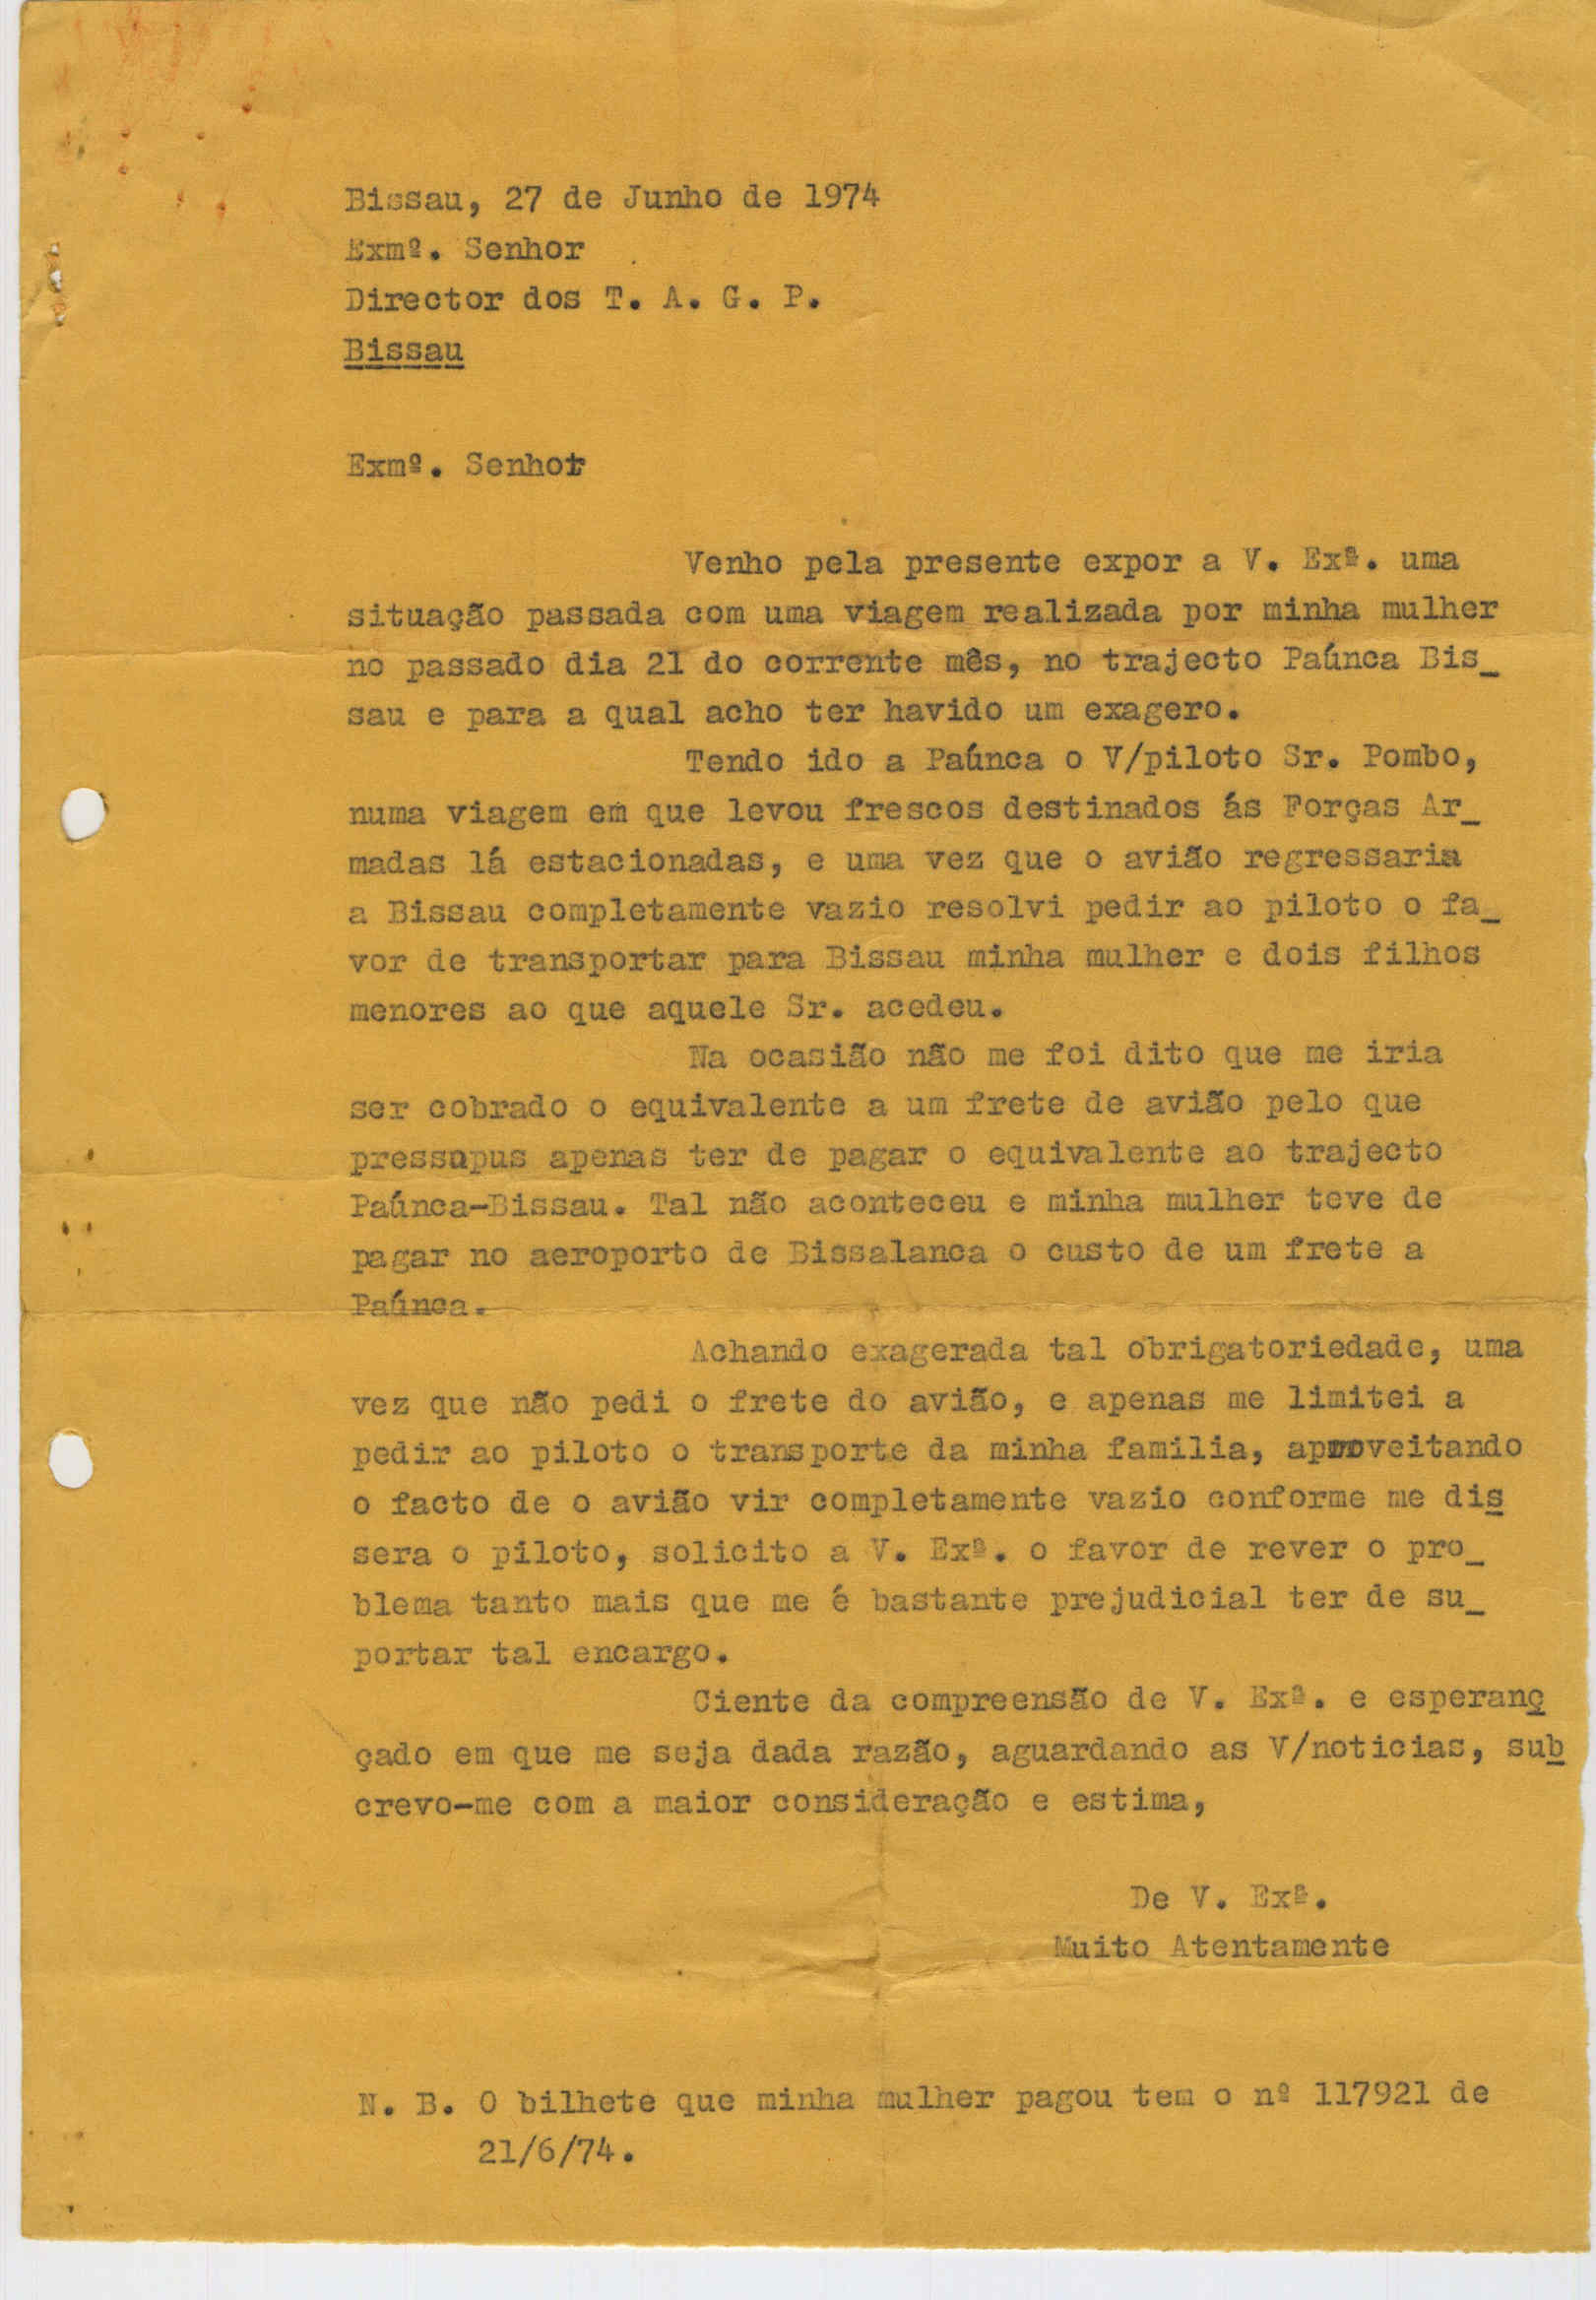 Bissau, 27 de Junho de 1974
Exmº. Senhor
Director dos T. A. G. P.
Bissau
Exmº. Senhor
Venho pela presente expor a V. Exª. uma
situação passada com uma viagem realizada por minha mulher
no passado dia 21 do corrente mês, no trajecto Paúnca Bis_
sau e para a qual acho ter havido um exagero.
Tendo ido a Paúnca o V/piloto Sr. Pombo,
numa viagem em que levou frescos destinados ás Forças Ar_
madas lá estacionadas, e uma vez que o avião regressaria
a Bissau completamente vazio resolvi pedir ao piloto o fa_
vor de transportar para Bissau minha mulher e dois filhos
menores ao que aquele Sr. acedeu.
Na ocasião não me foi dito que me iria
ser cobrado o equivalente a um frete de avião pelo que
pressupus apenas ter de pagar o equivalente ao trajecto
Paúnca-Bissau. Tal não aconteceu e minha mulher teve de
pagar no aeroporto de Bissalanca o custo de um frete a
Paúnca.
Achando exagerada tal obrigatoriedade, uma
vez que não pedi o frete do avião, e apenas me limitei a
pedir ao piloto o transporte da minha familia, aproveitando
o facto de o avião vir completamente vazio conforme me dis
sera o piloto, solicito a V. Exª. o favor de rever o pro_
blema tanto mais que me é bastante prejudicial ter de su_
portar tal encargo.
Ciente da compreensão de V. Exª. e esperanç
çado em que me seja dada razão, aguardando as V/noticias, sub
crevo-me com a maior consideração e estima,
De V. Exª.
Muito Atentamente
N. B. O bilhete que minha mulher pagou tem o nº 117921 de
21/6/74.